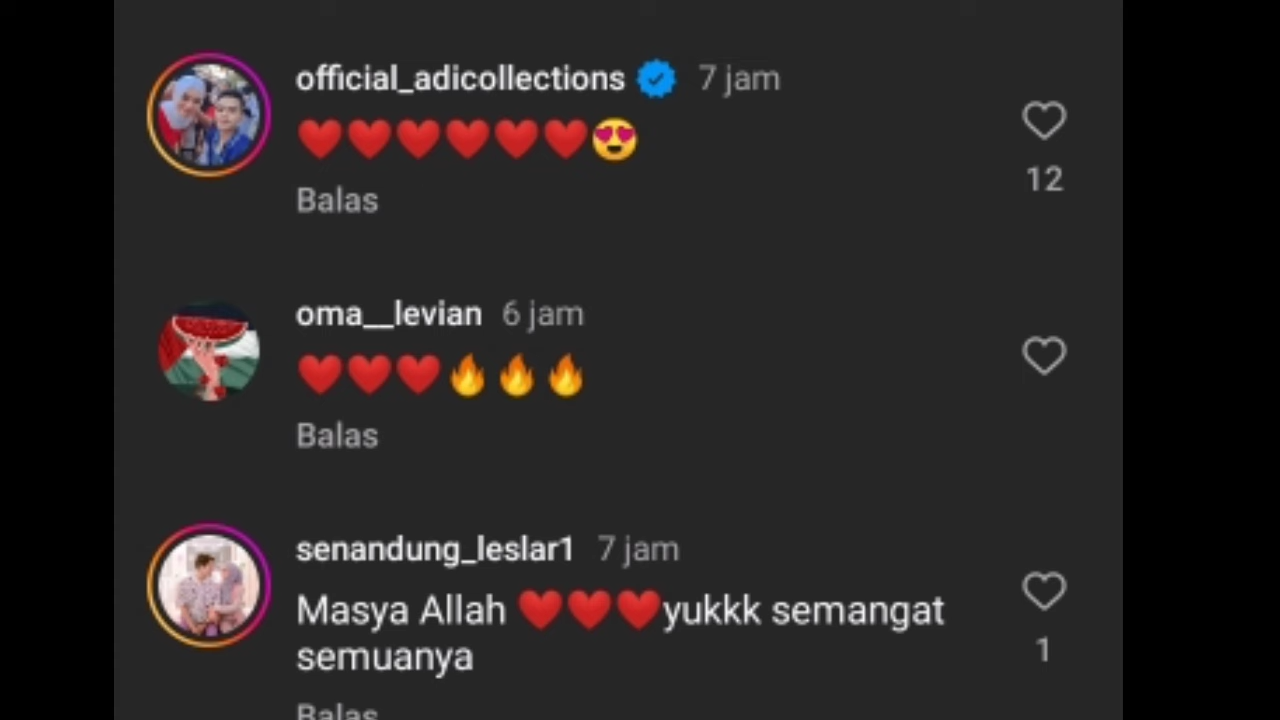 official_adicollections 7 jam
❤️❤️❤️❤️❤️❤️😍
12
Balas
oma__levian 6 jam
❤️❤️❤️🔥🔥🔥
Balas
senandung_leslar1 7 jam
Masya Allah ❤️❤️❤️yukkk semangat
semuanya
1
Balas